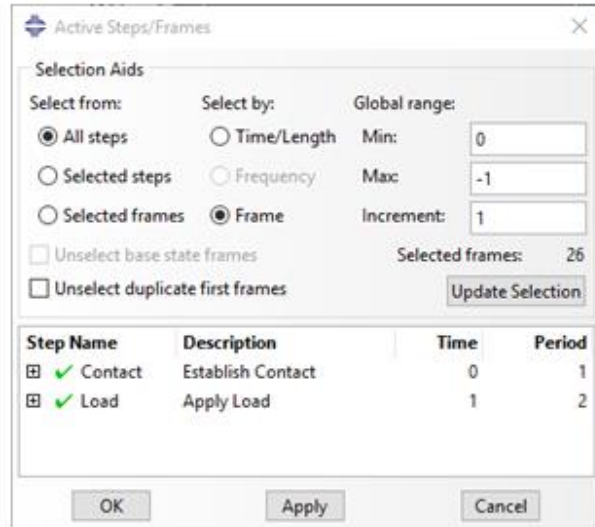 Active Steps/Frames
Selection Aids
Select from: Select by: Global range:
All steps Time/Length Min: 0
Selected steps Frequency Max: -1
Selected frames Frame Increment: 1
Unselect base state frames Selected frames: 26
Unselect duplicate first frames Update Selection
Step Name Description Time Period
Contact Establish Contact 0 1
Load Apply Load 1 2
OK Apply Cancel